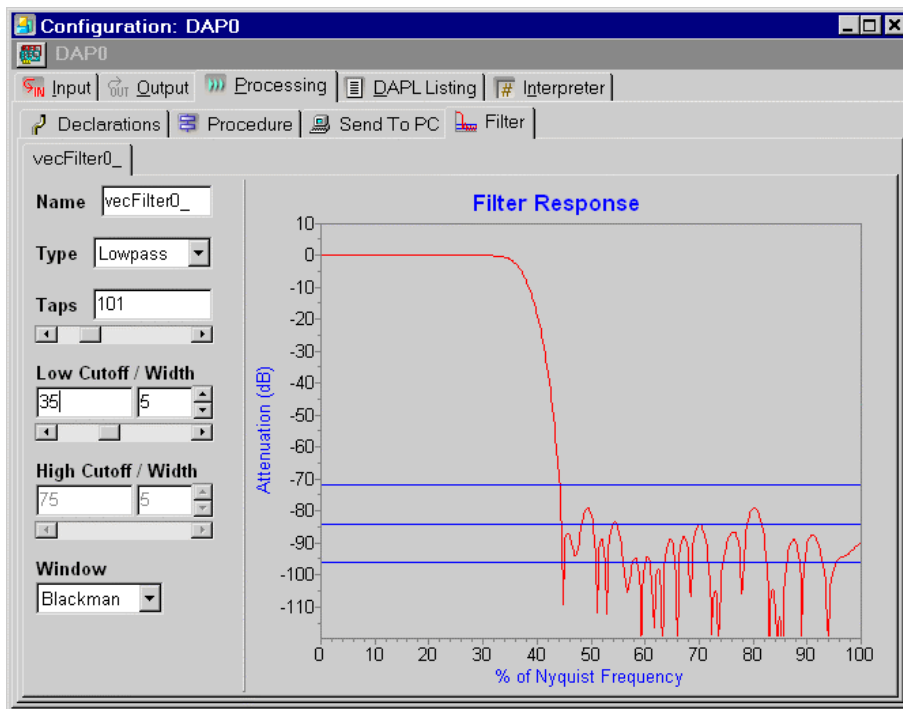 Configuration: DAP0
DAP0
IN Input OUT Output Processing DAPL Listing # Interpreter
Declarations Procedure Send To PC Filter
vecFilter0_
Name vecFilter0_
Type Lowpass
Taps 101
Low Cutoff / Width
35 5
High Cutoff / Width
75 5
Window
Blackman
Filter Response
Attenuation (dB)
10
0
-10
-20
-30
-40
-50
-60
-70
-80
-90
-100
-110
0 10 20 30 40 50 60 70 80 90 100
% of Nyquist Frequency